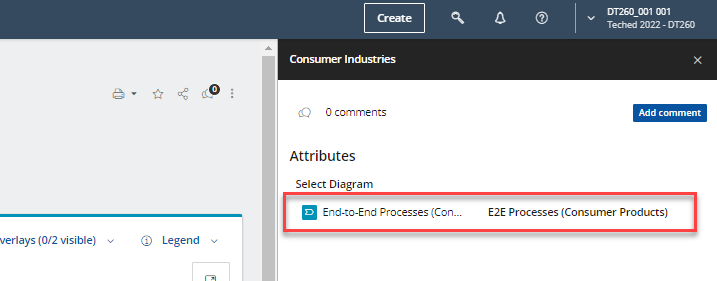 Create
DT260_001 001
Teched 2022 - DT260
Consumer Industries
0
0 comments
Add comment
Attributes
Select Diagram
End-to-End Processes (Con...
E2E Processes (Consumer Products)
verlays (0/2 visible)
Legend